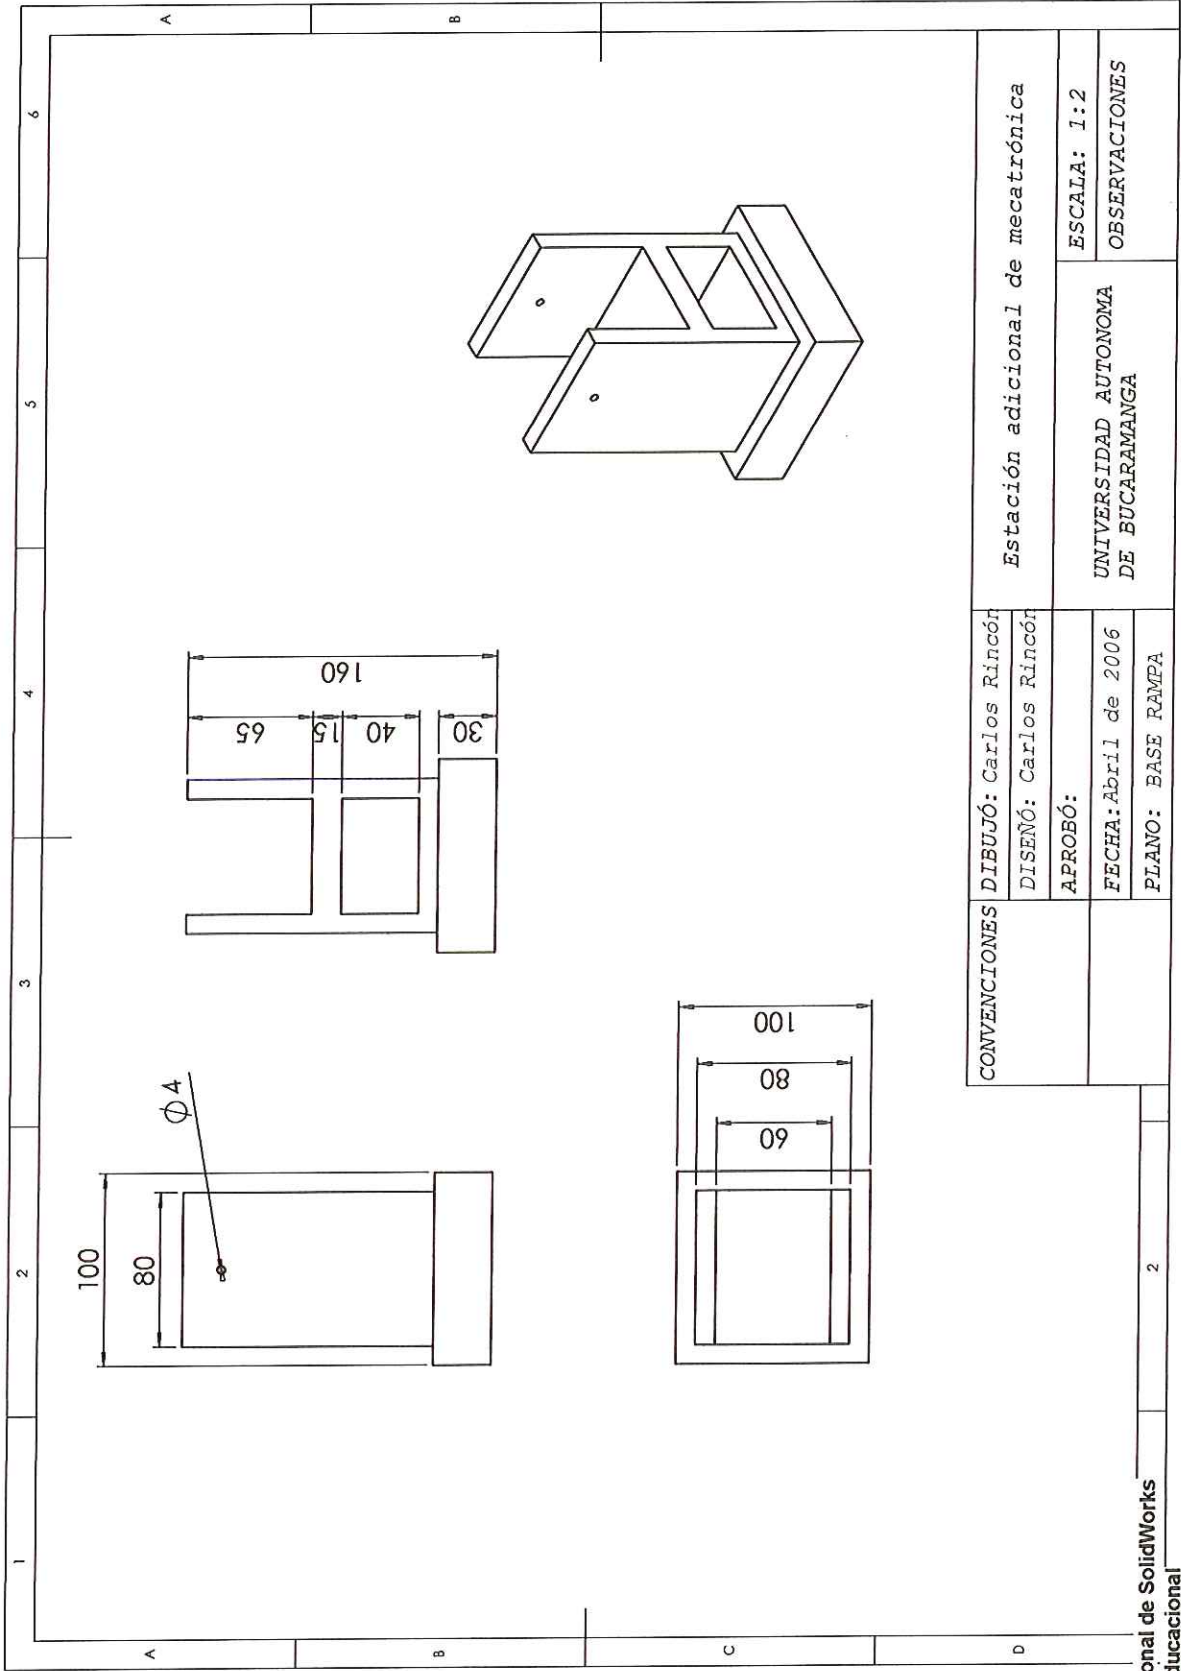 1
2
3
4
5
6
A
B
A
B
C
D
2
100
80
Ø4
65
15
40
30
160
60
80
100
CONVENCIONES
DIBUJÓ: Carlos Rincón
DISEÑO: Carlos Rincón
APROBÓ:
FECHA: Abril de 2006
PLANO: BASE RAMPA
Estación adicional de mecatrónica
UNIVERSIDAD AUTONOMA
DE BUCARAMANGA
ESCALA: 1:2
OBSERVACIONES
onal de SolidWorks
ducacional